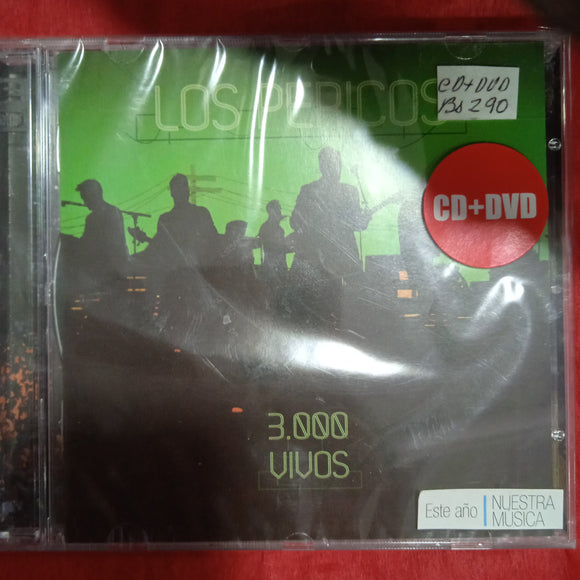 LOS PERICOS
CD+DVD
Bs 290
CD+DVD
3.000
VIVOS
Este año
NUESTRA
MUSICA